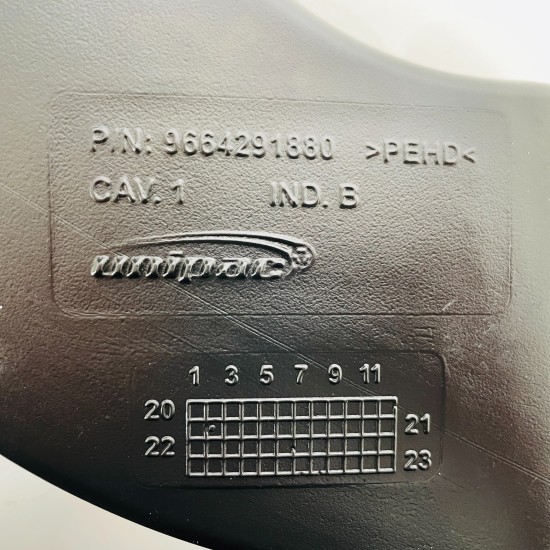 P/N: 9664291880 >PEHD<
CAV. 1 IND. B
unipac ®
1 3 5 7 9 11
20
21
22
23